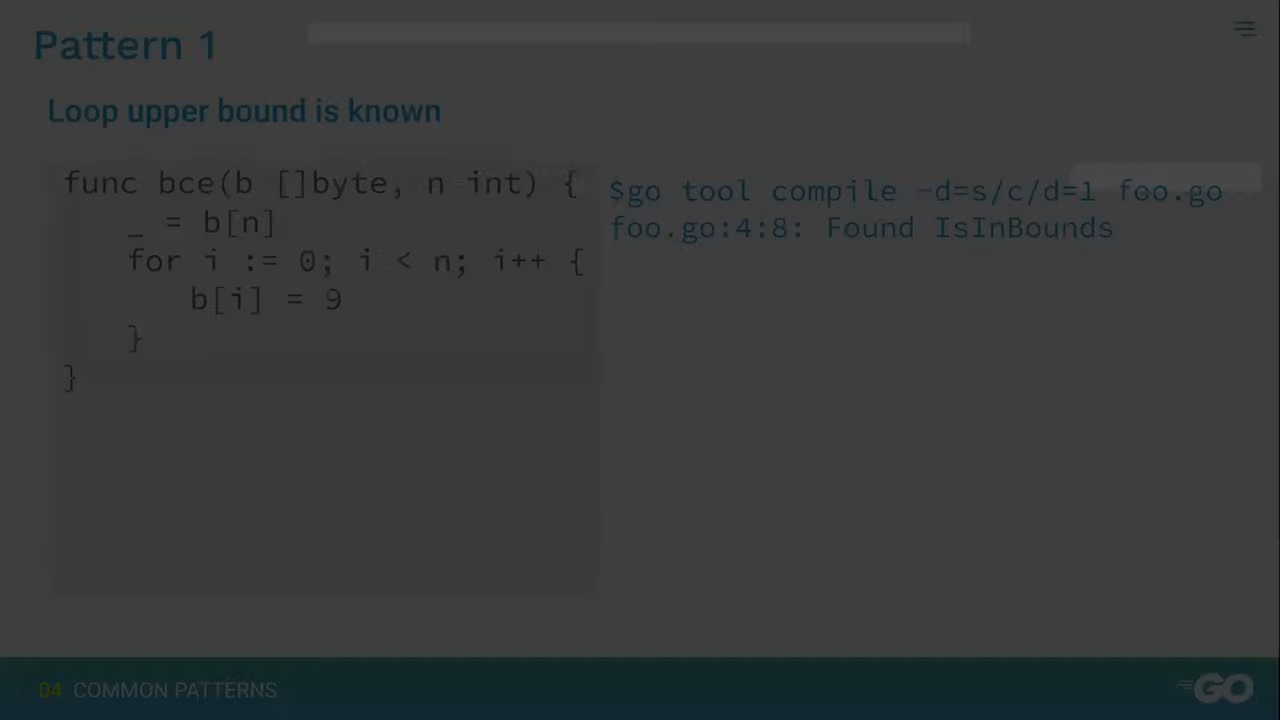 Pattern 1
Loop upper bound is known
func bce(b []byte, n int) {
    _ = b[n]
    for i := 0; i < n; i++ {
        b[i] = 9
    }
}
$go tool compile -d=s/c/d=1 foo.go
foo.go:4:8: Found IsInBounds
04 COMMON PATTERNS
GO